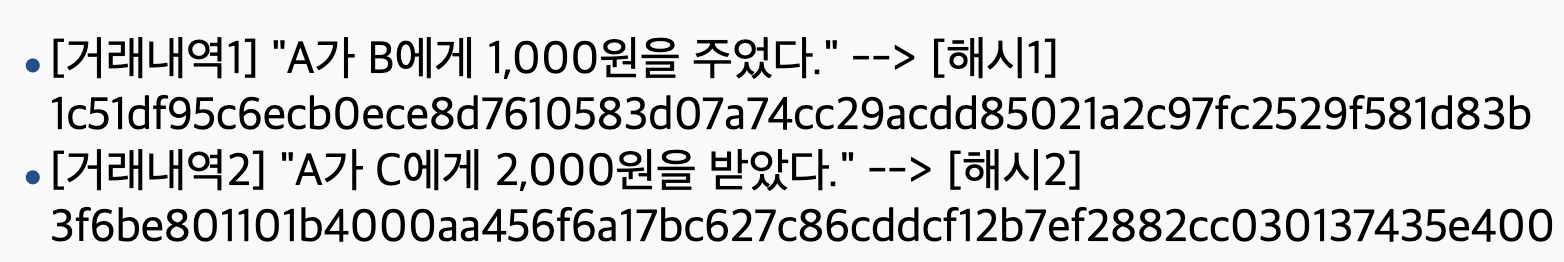 • [거래내역1] "A가 B에게 1,000원을 주었다." --> [해시1]
1c51df95c6ecb0ece8d7610583d07a74cc29acdd85021a2c97fc2529f581d83b
• [거래내역2] "A가 C에게 2,000원을 받았다." --> [해시2]
3f6be801101b4000aa456f6a17bc627c86cddcf12b7ef2882cc030137435e400